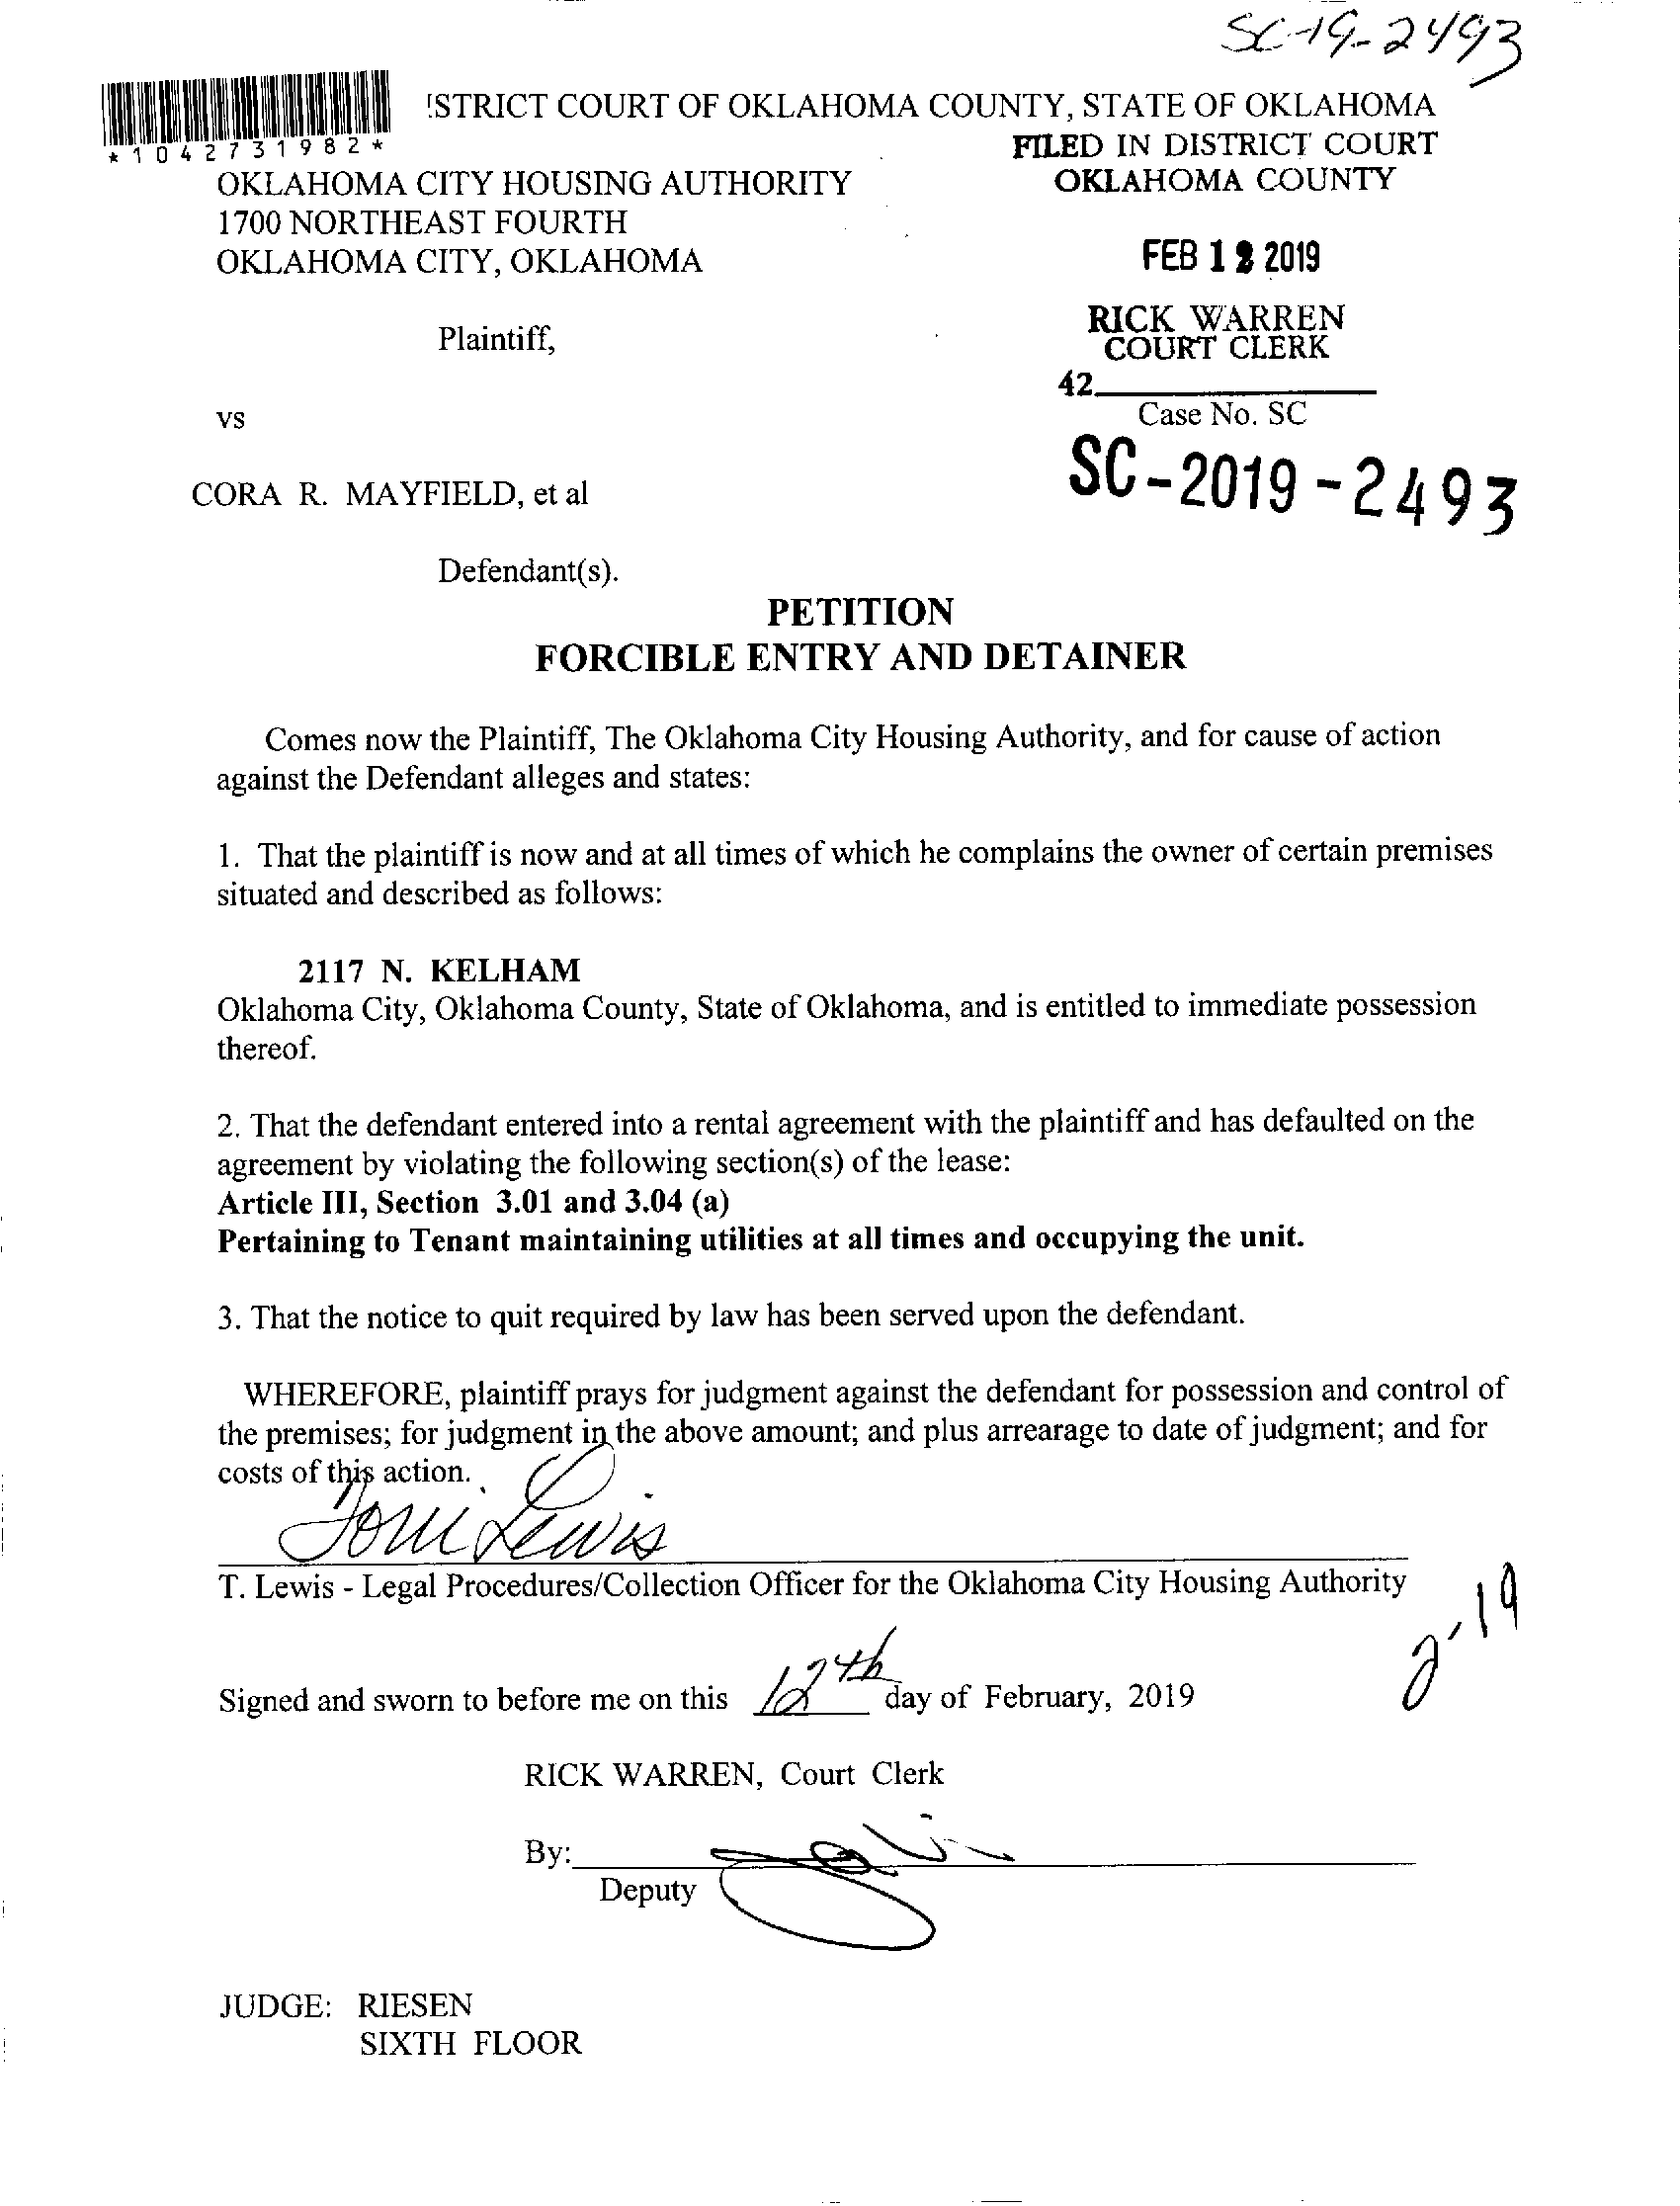 SC-19-2493
STRICT COURT OF OKLAHOMA COUNTY, STATE OF OKLAHOMA
*1042731982*
FILED IN DISTRICT COURT
OKLAHOMA COUNTY
OKLAHOMA CITY HOUSING AUTHORITY
1700 NORTHEAST FOURTH
OKLAHOMA CITY, OKLAHOMA
FEB 12 2019
RICK WARREN
COURT CLERK
Plaintiff,
42
vs
Case No. SC
SC-2019-2493
CORA R. MAYFIELD, et al
Defendant(s).
PETITION
FORCIBLE ENTRY AND DETAINER
Comes now the Plaintiff, The Oklahoma City Housing Authority, and for cause of action
against the Defendant alleges and states:
1. That the plaintiff is now and at all times of which he complains the owner of certain premises
situated and described as follows:
2117 N. KELHAM
Oklahoma City, Oklahoma County, State of Oklahoma, and is entitled to immediate possession
thereof.
2. That the defendant entered into a rental agreement with the plaintiff and has defaulted on the
agreement by violating the following section(s) of the lease:
Article III, Section 3.01 and 3.04 (a)
Pertaining to Tenant maintaining utilities at all times and occupying the unit.
3. That the notice to quit required by law has been served upon the defendant.
WHEREFORE, plaintiff prays for judgment against the defendant for possession and control of
the premises; for judgment in the above amount; and plus arrearage to date of judgment; and for
costs of this action.
Toni Lewis
T. Lewis - Legal Procedures/Collection Officer for the Oklahoma City Housing Authority
2-19
Signed and sworn to before me on this 12th day of February, 2019
RICK WARREN, Court Clerk
By:
Deputy
JUDGE: RIESEN
SIXTH FLOOR